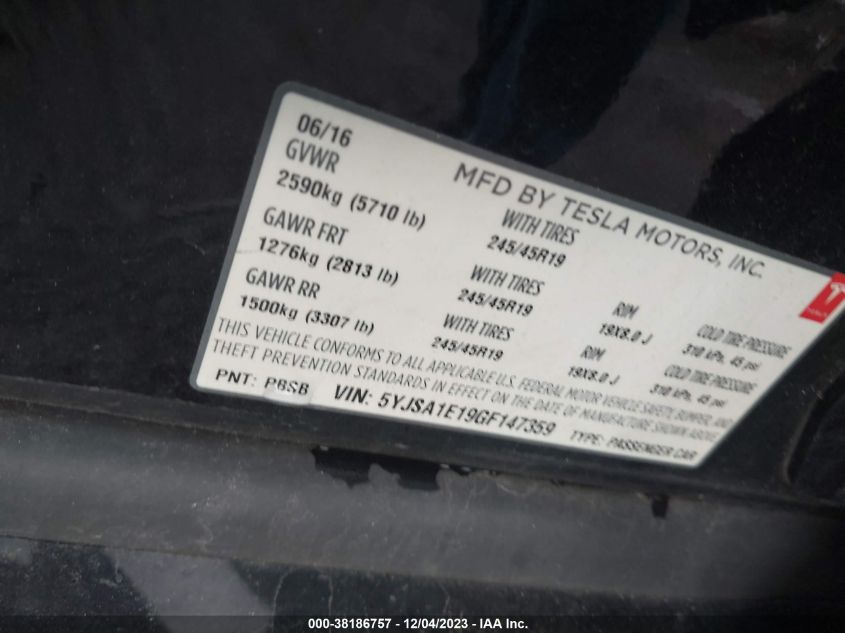 06/16
MFD BY TESLA MOTORS, INC.
GVWR
2590kg (5710 lb)
WITH TIRES
245/45R19
GAWR FRT
1276kg (2813 lb)
WITH TIRES
245/45R19
RIM
19X8.0 J
COLD TIRE PRESSURE
310 kPa, 45 psi
GAWR RR
1500kg (3307 lb)
WITH TIRES
245/45R19
RIM
19X8.0 J
COLD TIRE PRESSURE
310 kPa, 45 psi
THIS VEHICLE CONFORMS TO ALL APPLICABLE U.S. FEDERAL MOTOR VEHICLE SAFETY, BUMPER, AND
THEFT PREVENTION STANDARDS IN EFFECT ON THE DATE OF MANUFACTURE SHOWN ABOVE
PNT: PBSB VIN: 5YJSA1E19GF147359 TYPE: PASSENGER CAR
000-38186757 - 12/04/2023 - IAA Inc.